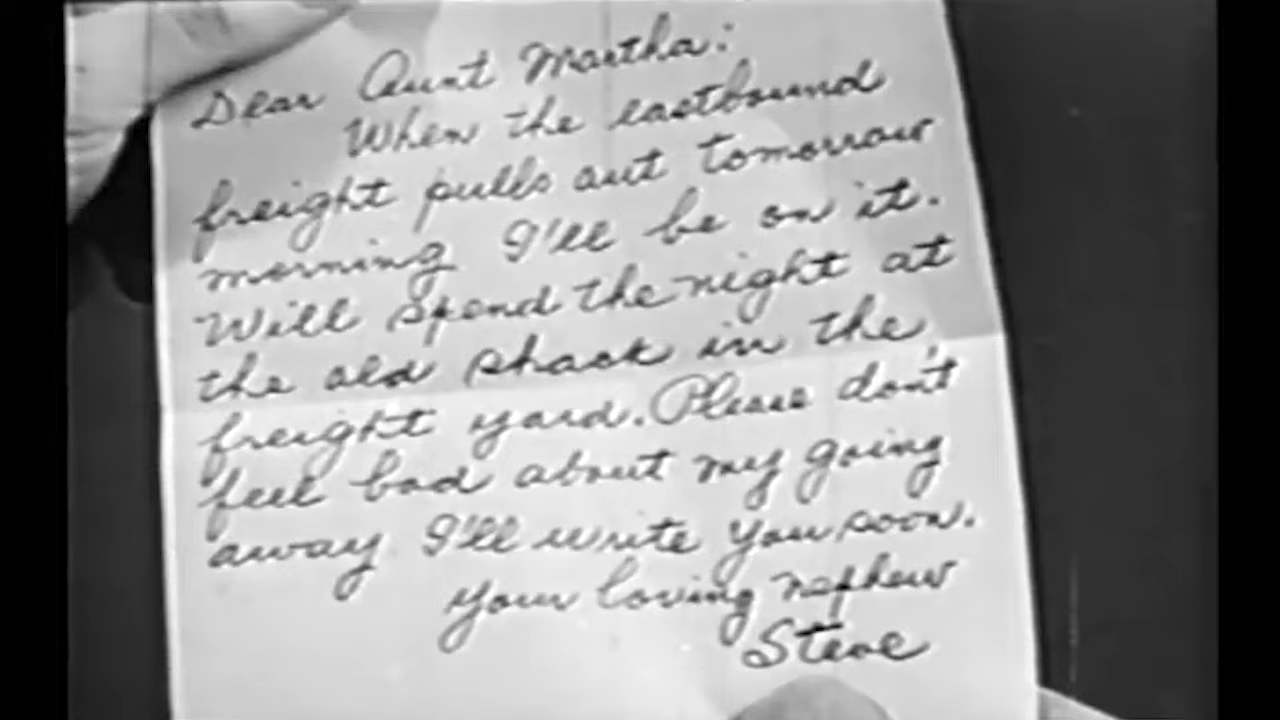 Dear Aunt Martha:
When the eastbound
freight pulls out tomorrow
morning I'll be on it.
Will spend the night at
the old shack in the
freight yard. Please don't
feel bad about my going
away I'll write you soon.
Your loving nephew
Steve